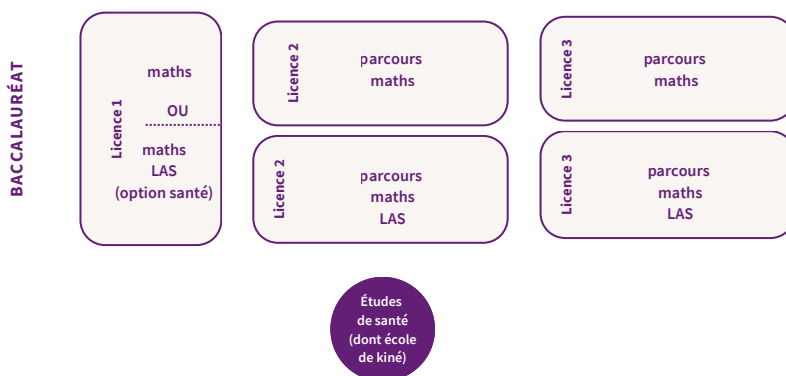 BACCALAURÉAT
Licence 1
maths
OU
maths
LAS
(option santé)
Licence 2
parcours
maths
Licence 2
parcours
maths
LAS
Licence 3
parcours
maths
Licence 3
parcours
maths
LAS
Études
de santé
(dont école
de kiné)